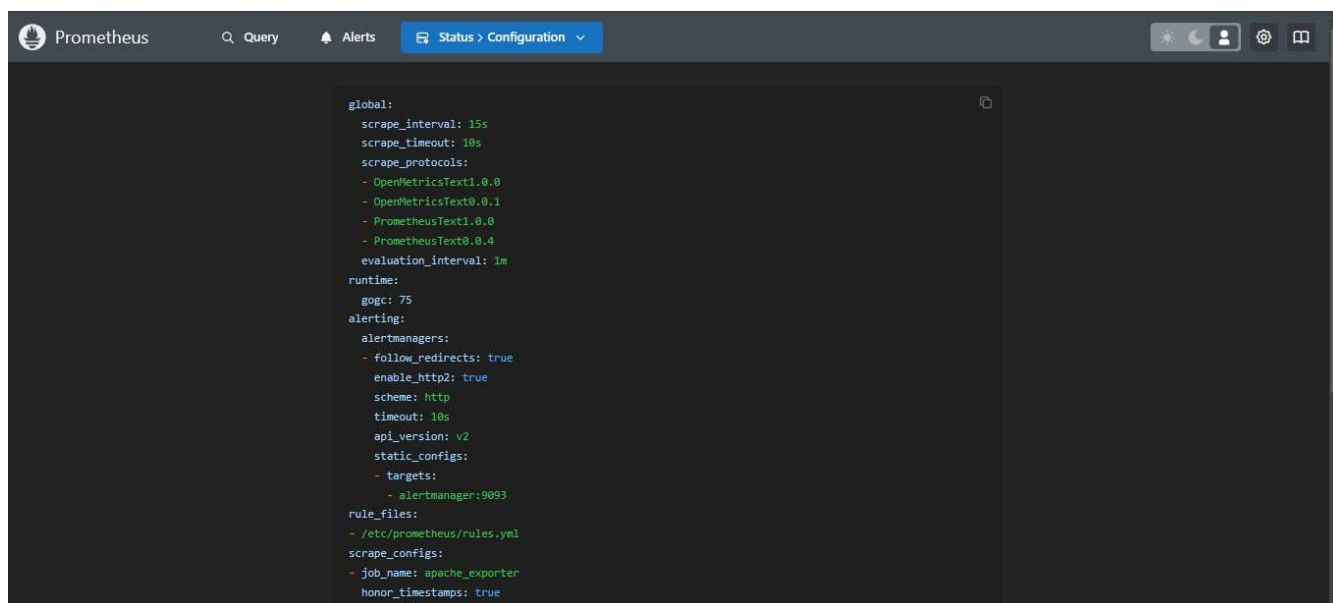 Prometheus Query Alerts Status > Configuration
global:
  scrape_interval: 15s
  scrape_timeout: 10s
  scrape_protocols:
  - OpenMetricsText1.0.0
  - OpenMetricsText0.0.1
  - PrometheusText1.0.0
  - PrometheusText0.0.4
  evaluation_interval: 1m
runtime:
  gogc: 75
alerting:
  alertmanagers:
  - follow_redirects: true
    enable_http2: true
    scheme: http
    timeout: 10s
    api_version: v2
    static_configs:
    - targets:
      - alertmanager:9093
rule_files:
- /etc/prometheus/rules.yml
scrape_configs:
- job_name: apache_exporter
  honor_timestamps: true